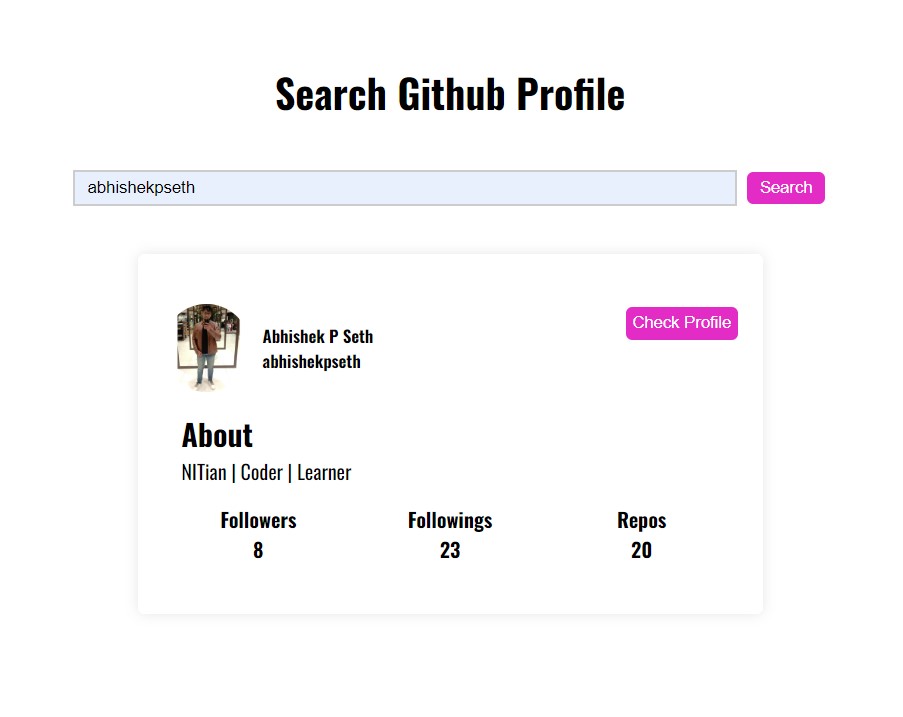 Search Github Profile
abhishekpseth
Search
Abhishek P Seth
abhishekpseth
Check Profile
About
NITian | Coder | Learner
Followers
Followings
Repos
8
23
20